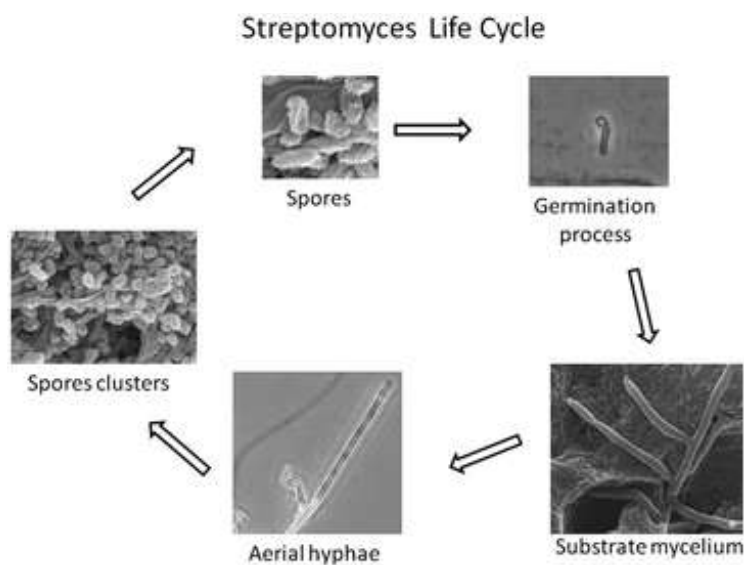 Streptomyces Life Cycle
Spores
Germination
process
Spores clusters
Aerial hyphae
Substrate mycelium